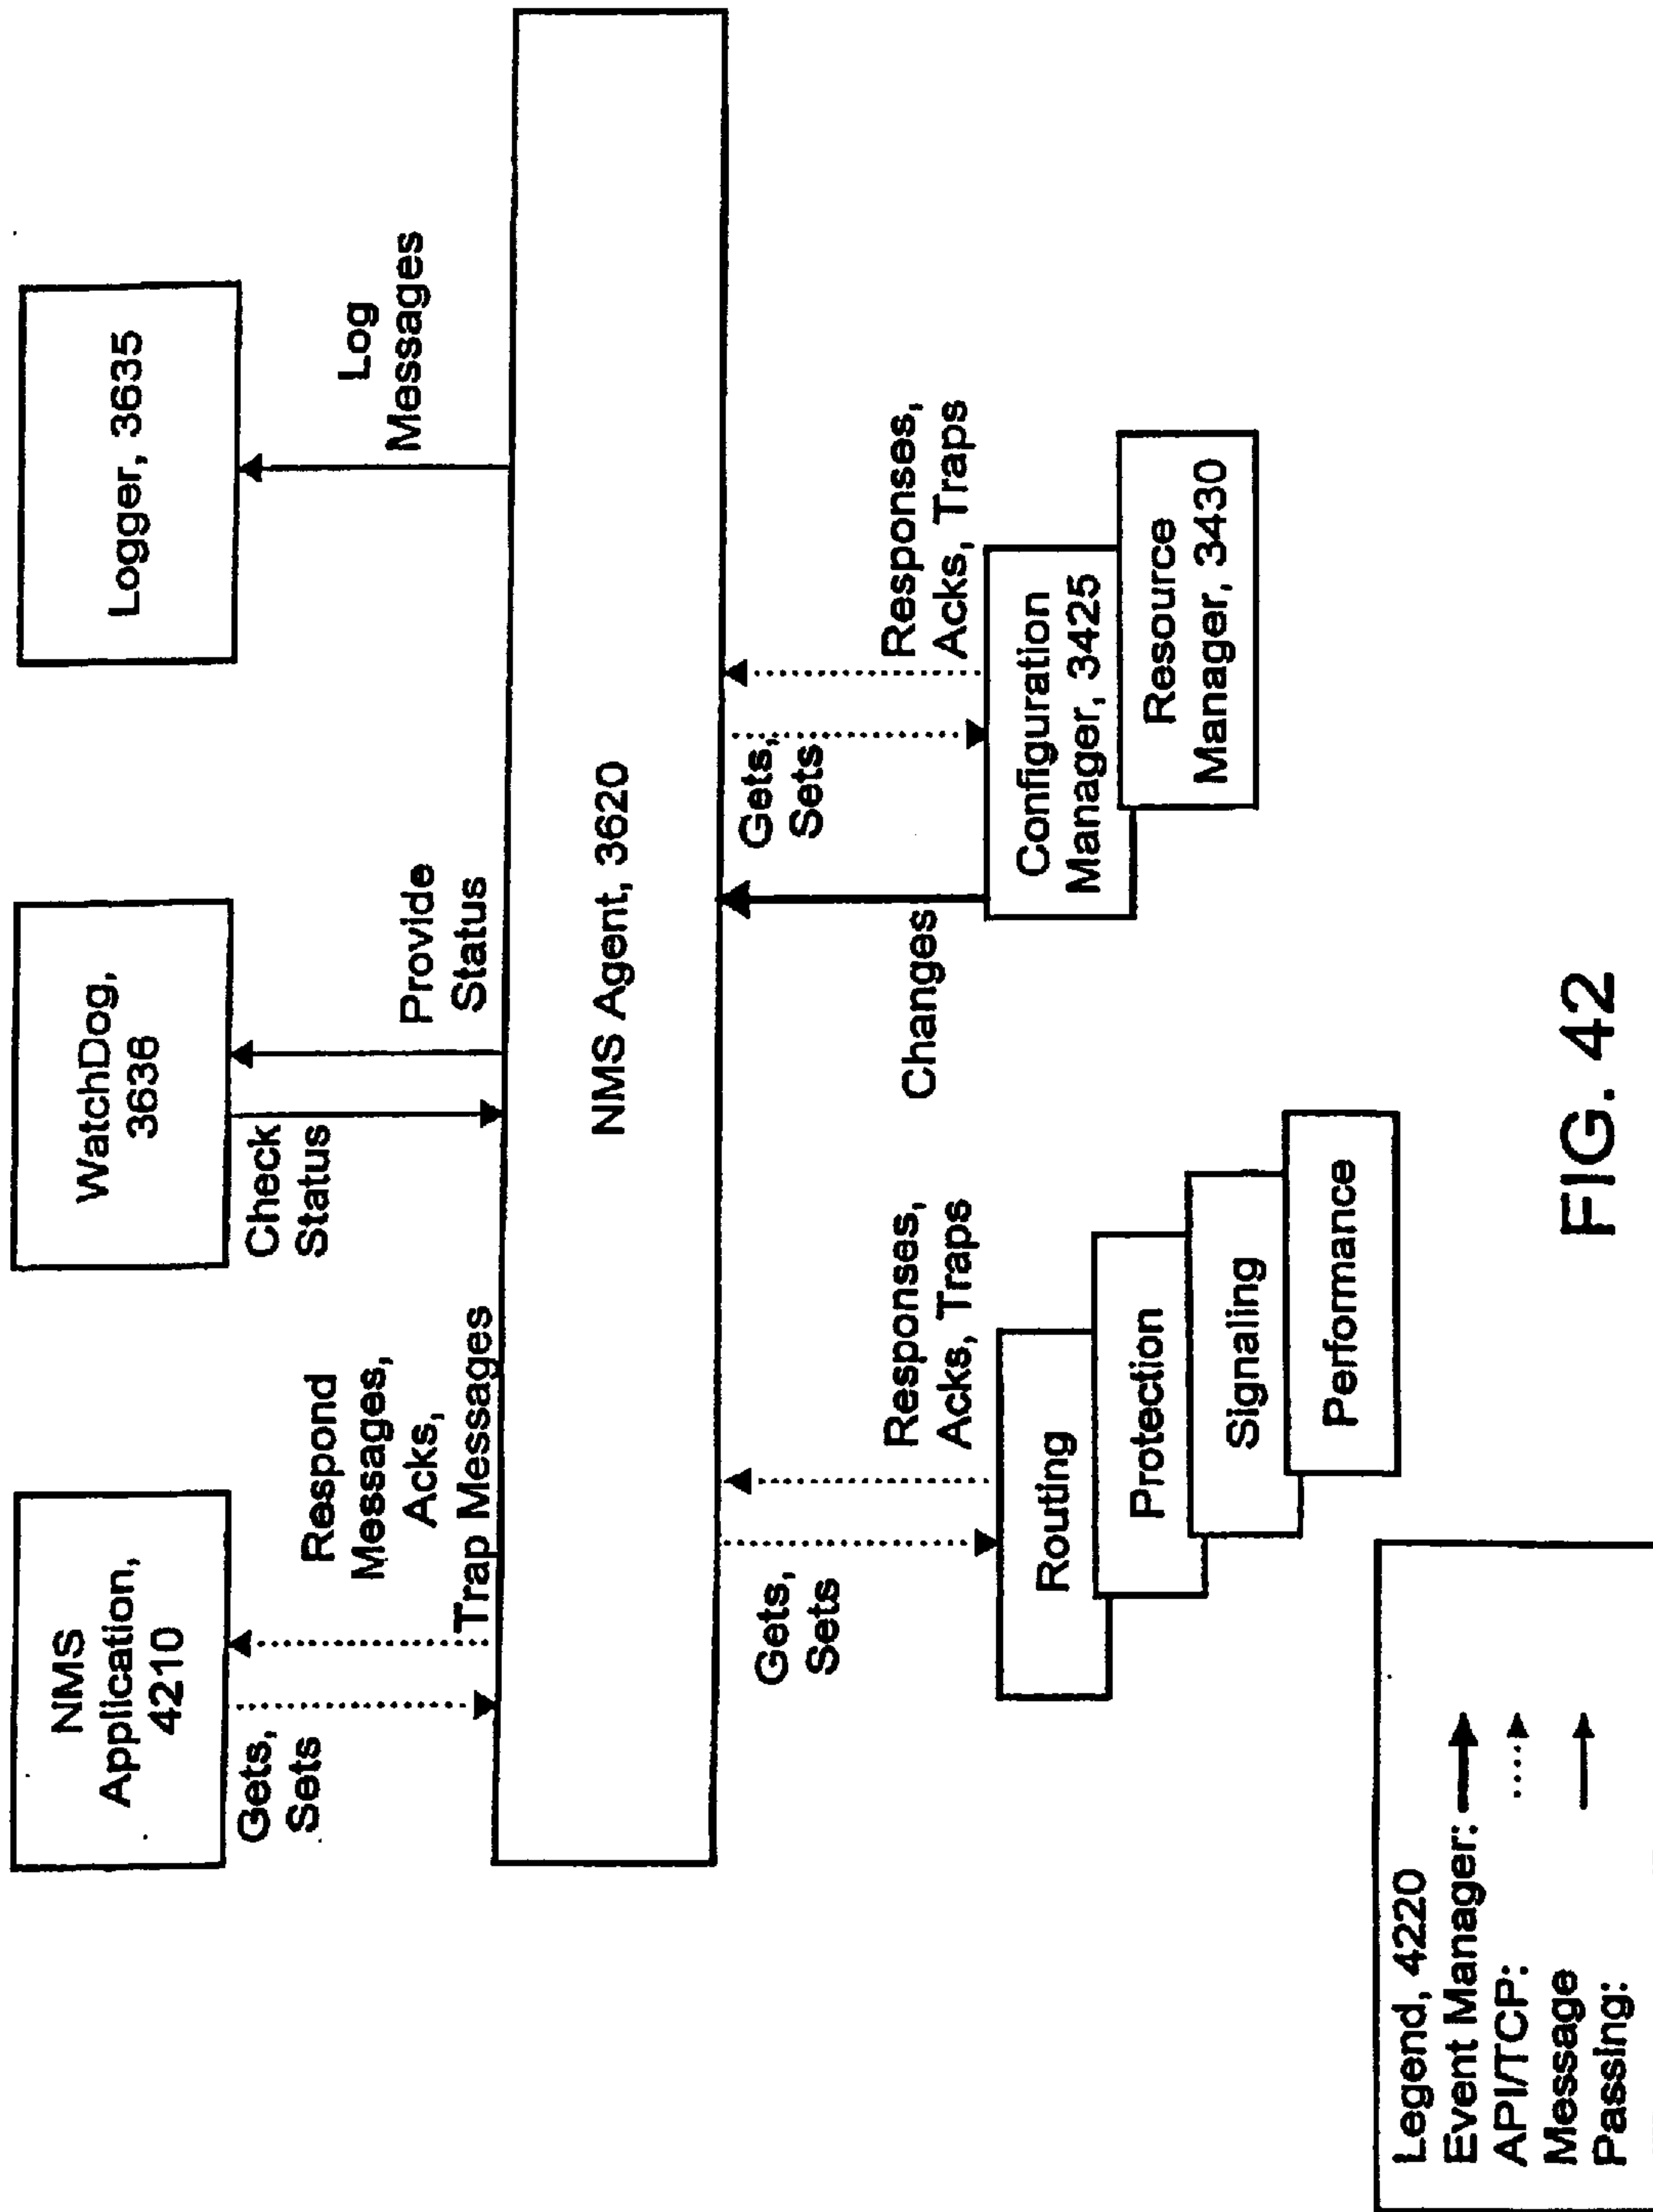 NMS
Application,
4210
WatchDog,
3636
Logger, 3635
Gets,
Sets
Respond
Messages,
Acks,
Trap Messages
Check
Status
Provide
Status
Log
Messages
NMS Agent, 3620
Gets,
Sets
Responses,
Acks, Traps
Changes
Gets,
Sets
Responses,
Acks, Traps
Routing
Protection
Signaling
Performance
Configuration
Manager, 3425
Resource
Manager, 3430
Legend, 4220
Event Manager:
API/TCP:
Message
Passing:
FIG. 42